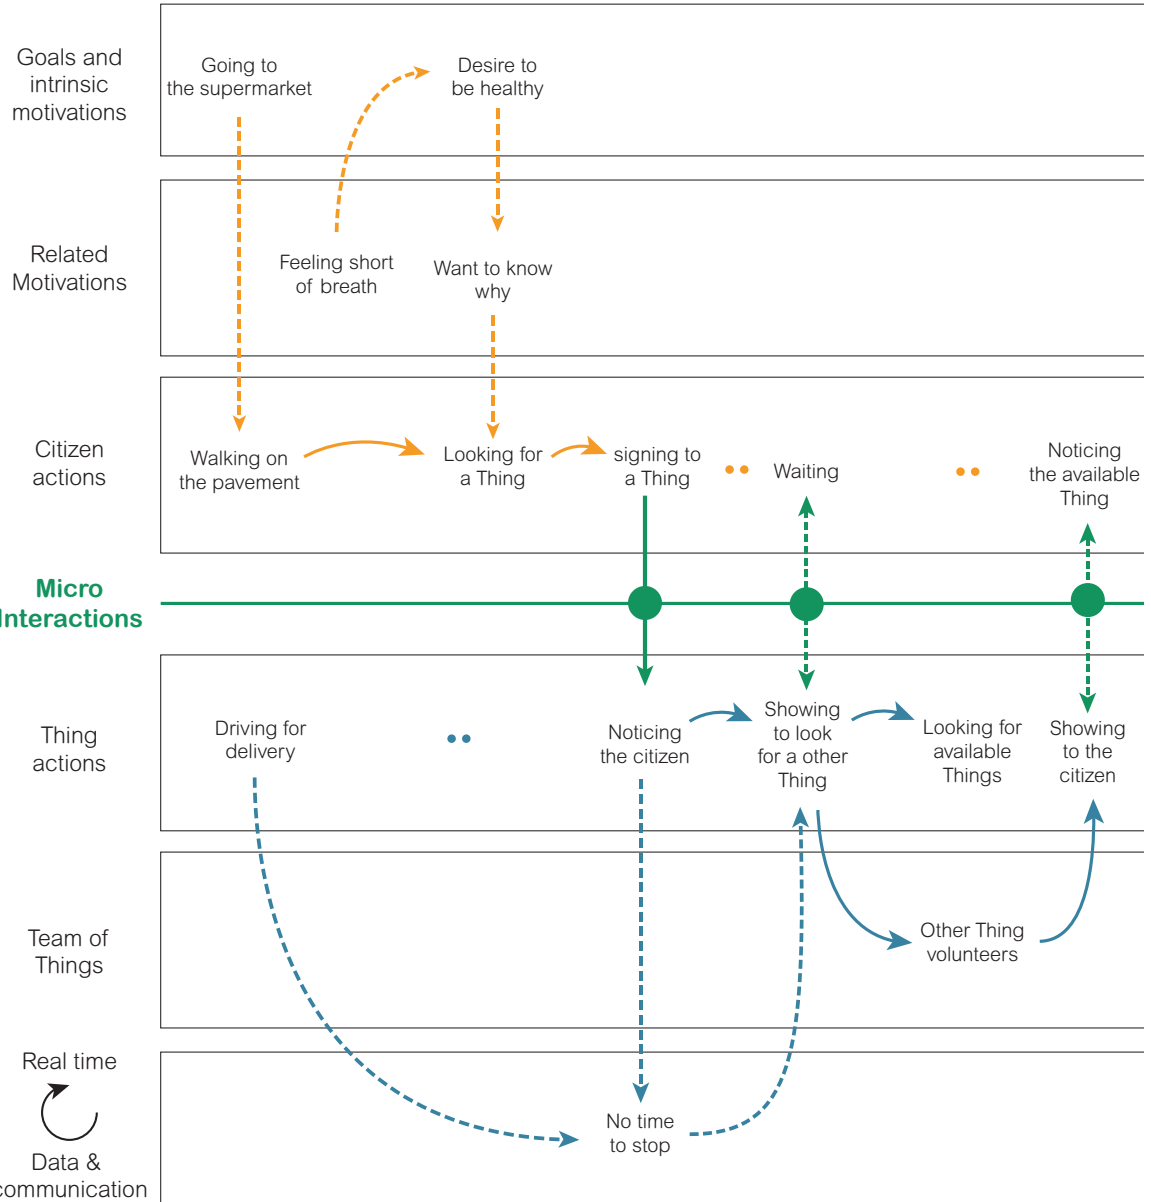 Goals and
intrinsic
motivations
Going to
the supermarket
Desire to
be healthy
Related
Motivations
Feeling short
of breath
Want to know
why
Citizen
actions
Walking on
the pavement
Looking for
a Thing
signing to
a Thing
Waiting
Noticing
the available
Thing
Micro
Interactions
Thing
actions
Driving for
delivery
Noticing
the citizen
Showing
to look
for a other
Thing
Looking for
available
Things
Showing
to the
citizen
Team of
Things
Other Thing
volunteers
Real time
Data &
communication
No time
to stop